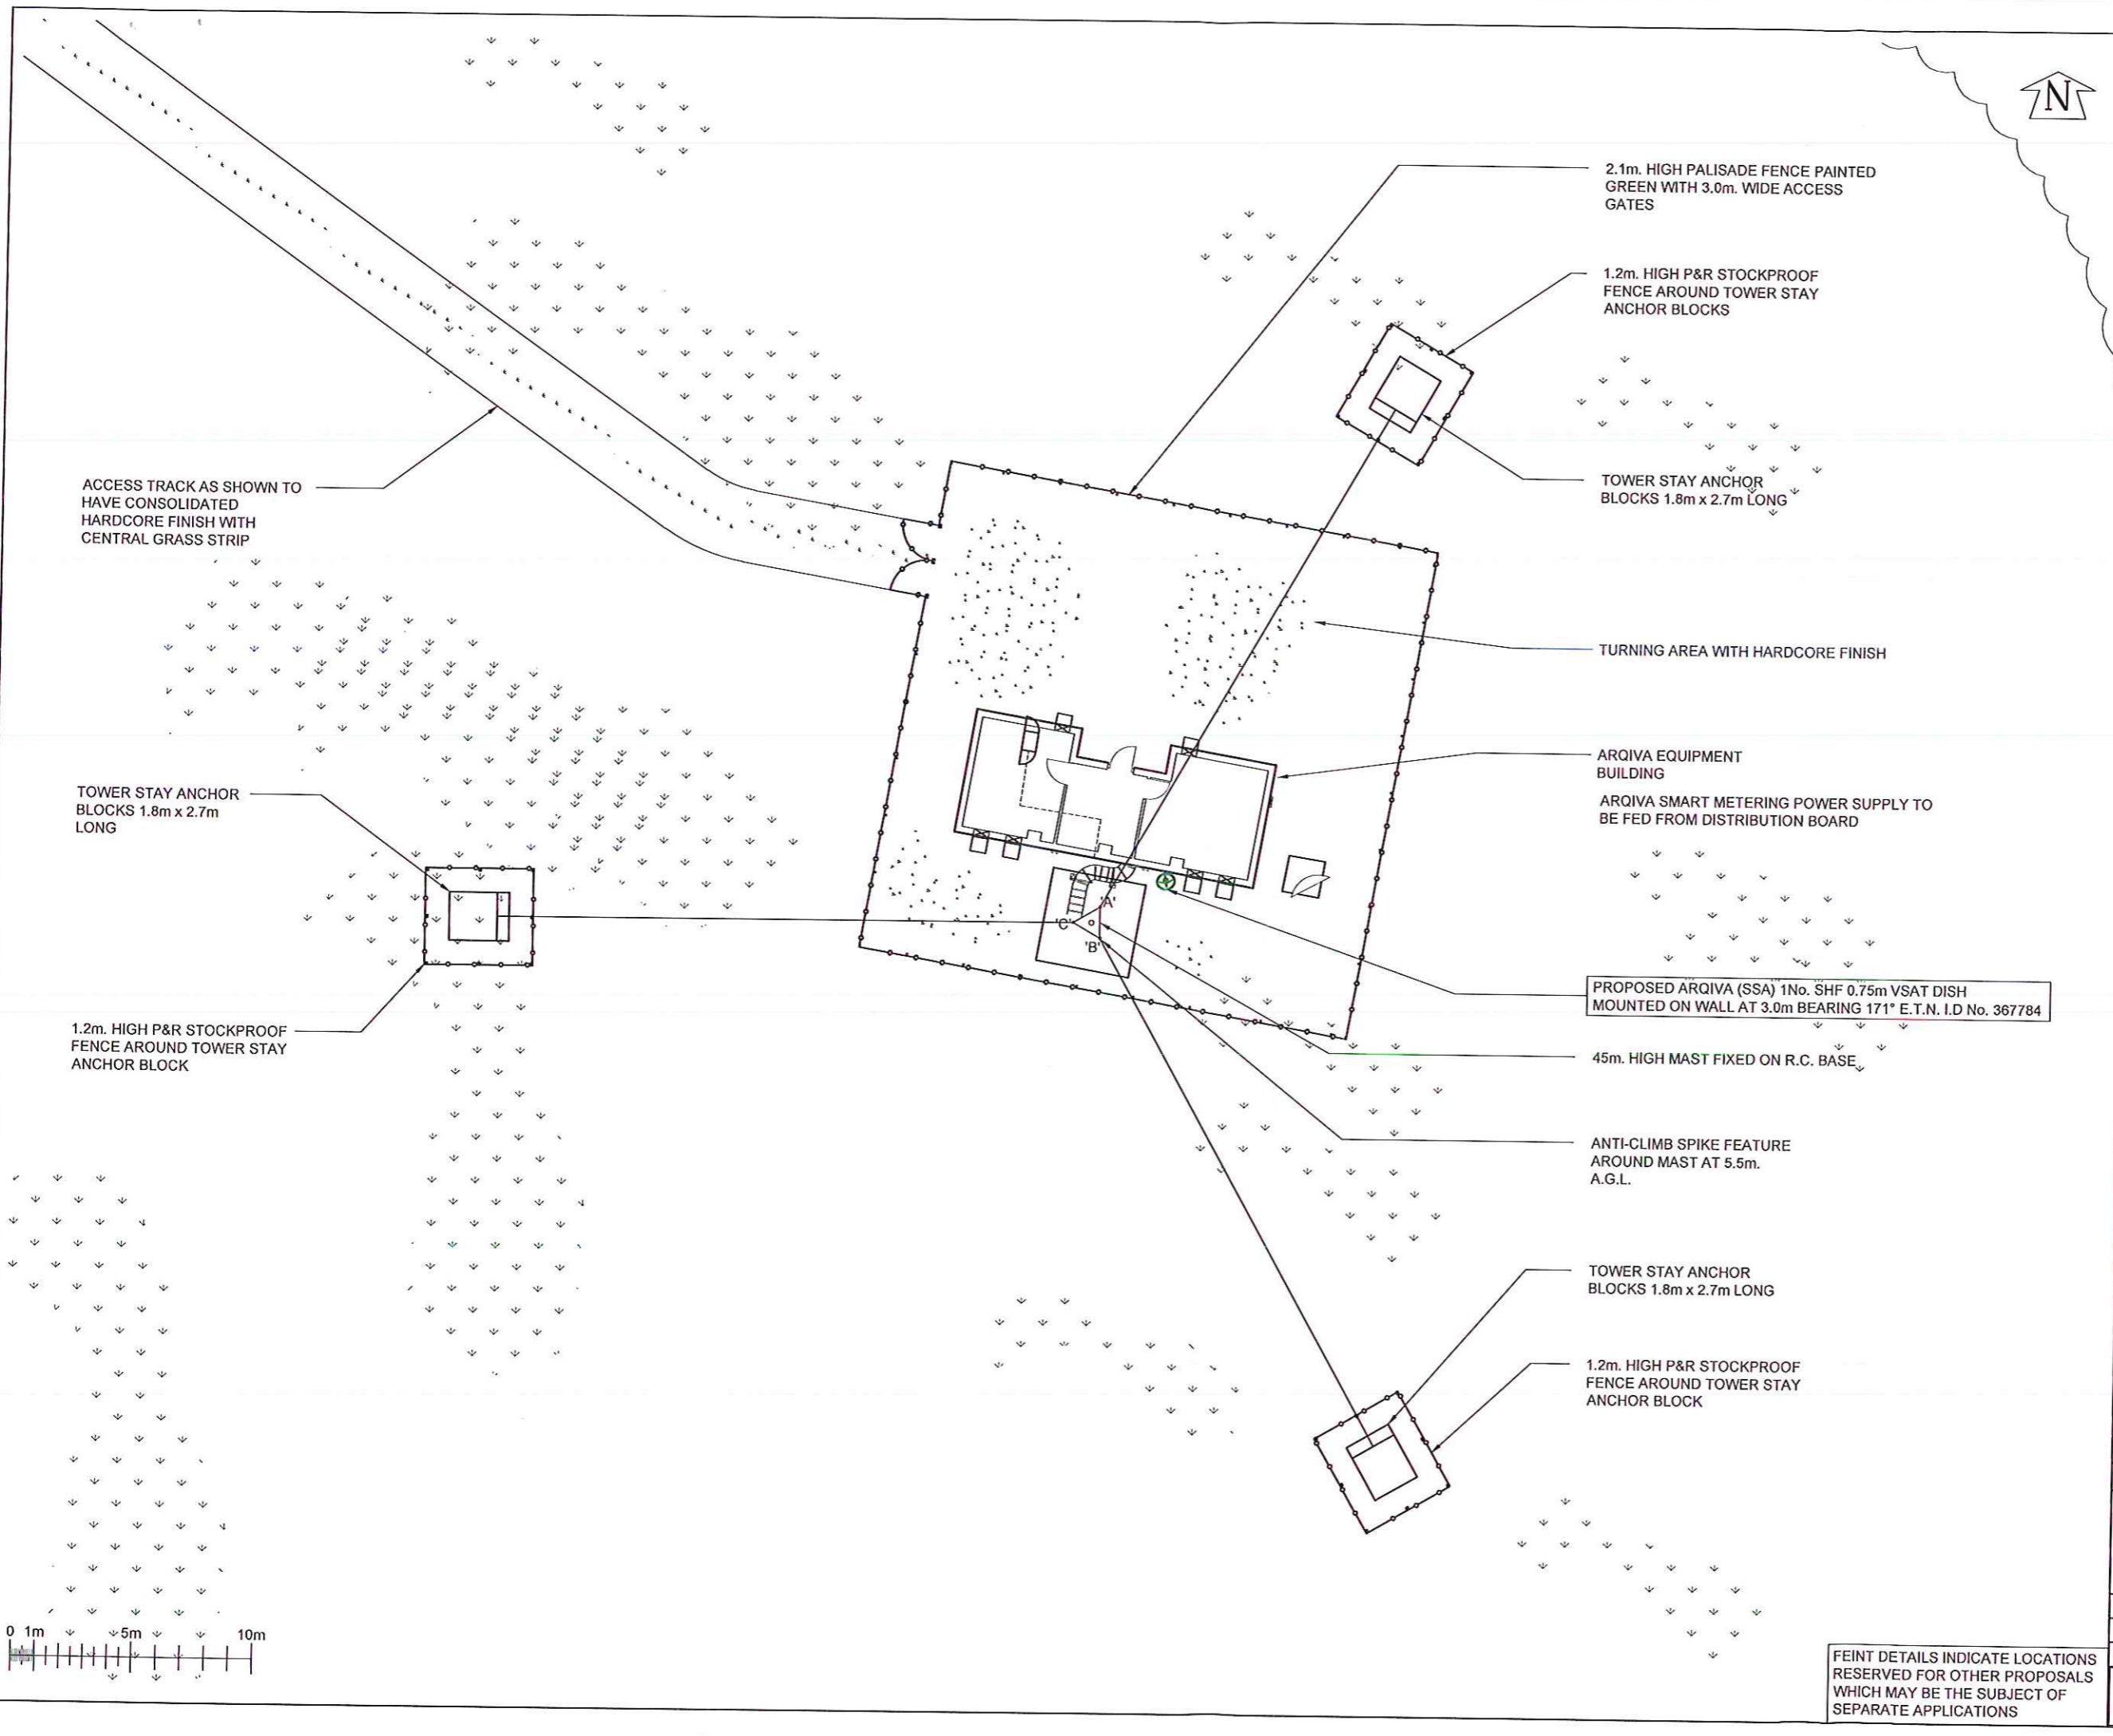 N
2.1m. HIGH PALISADE FENCE PAINTED
GREEN WITH 3.0m. WIDE ACCESS
GATES
1.2m. HIGH P&R STOCKPROOF
FENCE AROUND TOWER STAY
ANCHOR BLOCKS
TOWER STAY ANCHOR
BLOCKS 1.8m x 2.7m LONG
ACCESS TRACK AS SHOWN TO
HAVE CONSOLIDATED
HARDCORE FINISH WITH
CENTRAL GRASS STRIP
TURNING AREA WITH HARDCORE FINISH
ARQIVA EQUIPMENT
BUILDING
ARQIVA SMART METERING POWER SUPPLY TO
BE FED FROM DISTRIBUTION BOARD
TOWER STAY ANCHOR
BLOCKS 1.8m x 2.7m
LONG
'A'
'C'
'B'
PROPOSED ARQIVA (SSA) 1No. SHF 0.75m VSAT DISH
MOUNTED ON WALL AT 3.0m BEARING 171° E.T.N. I.D No. 367784
1.2m. HIGH P&R STOCKPROOF
FENCE AROUND TOWER STAY
ANCHOR BLOCK
45m. HIGH MAST FIXED ON R.C. BASE
ANTI-CLIMB SPIKE FEATURE
AROUND MAST AT 5.5m.
A.G.L.
TOWER STAY ANCHOR
BLOCKS 1.8m x 2.7m LONG
1.2m. HIGH P&R STOCKPROOF
FENCE AROUND TOWER STAY
ANCHOR BLOCK
0 1m 5m 10m
FEINT DETAILS INDICATE LOCATIONS
RESERVED FOR OTHER PROPOSALS
WHICH MAY BE THE SUBJECT OF
SEPARATE APPLICATIONS